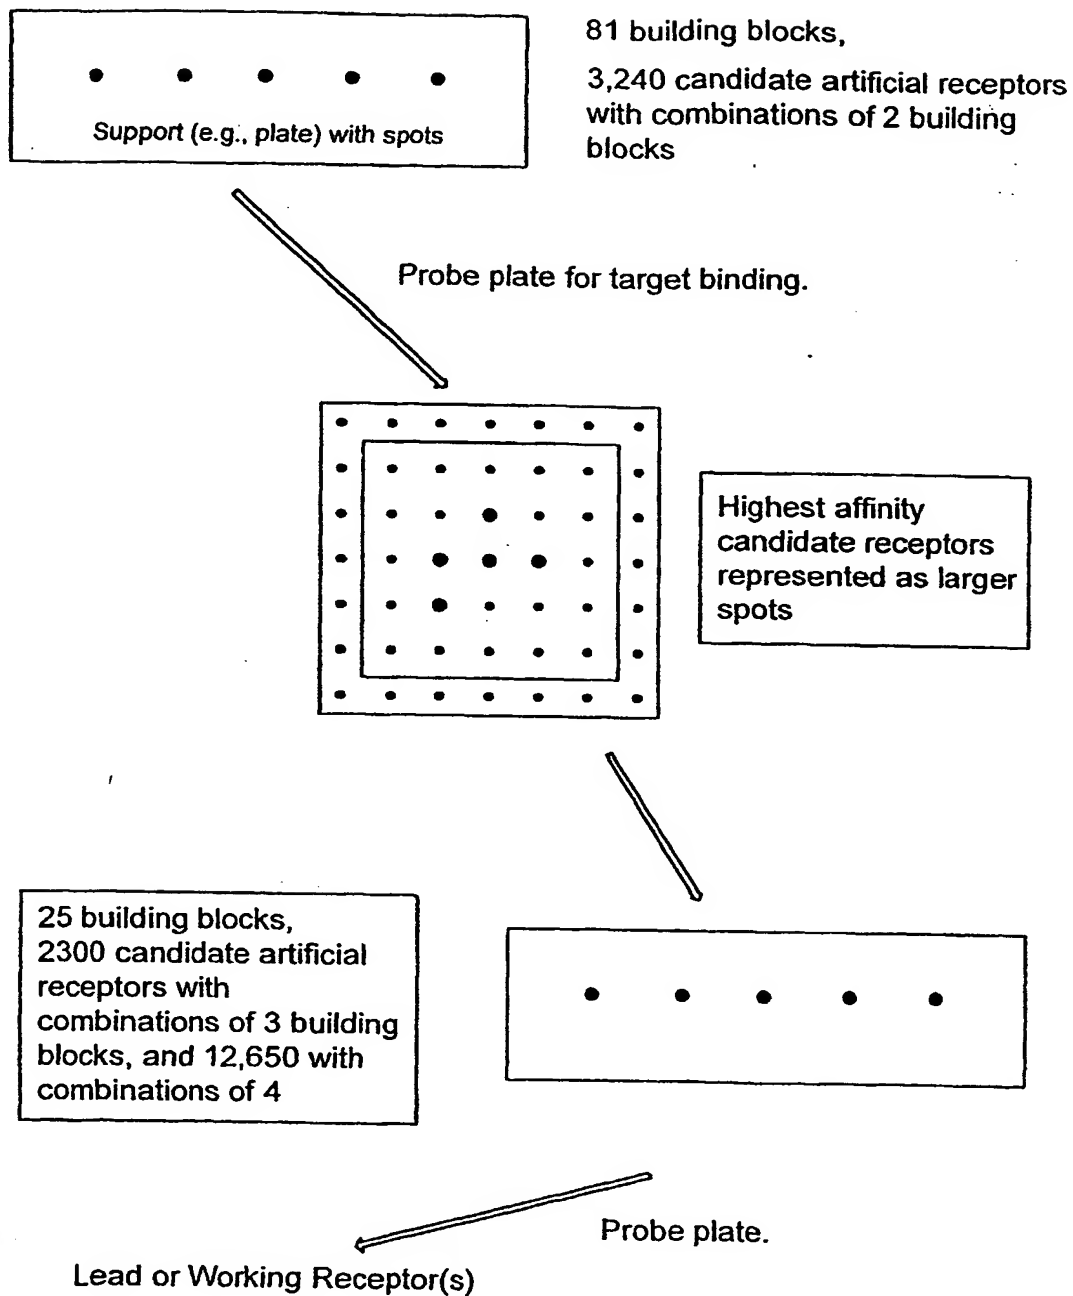 81 building blocks,
3,240 candidate artificial receptors
with combinations of 2 building
blocks
Support (e.g., plate) with spots
Probe plate for target binding.
Highest affinity
candidate receptors
represented as larger
spots
25 building blocks,
2300 candidate artificial
receptors with
combinations of 3 building
blocks, and 12,650 with
combinations of 4
Probe plate.
Lead or Working Receptor(s)